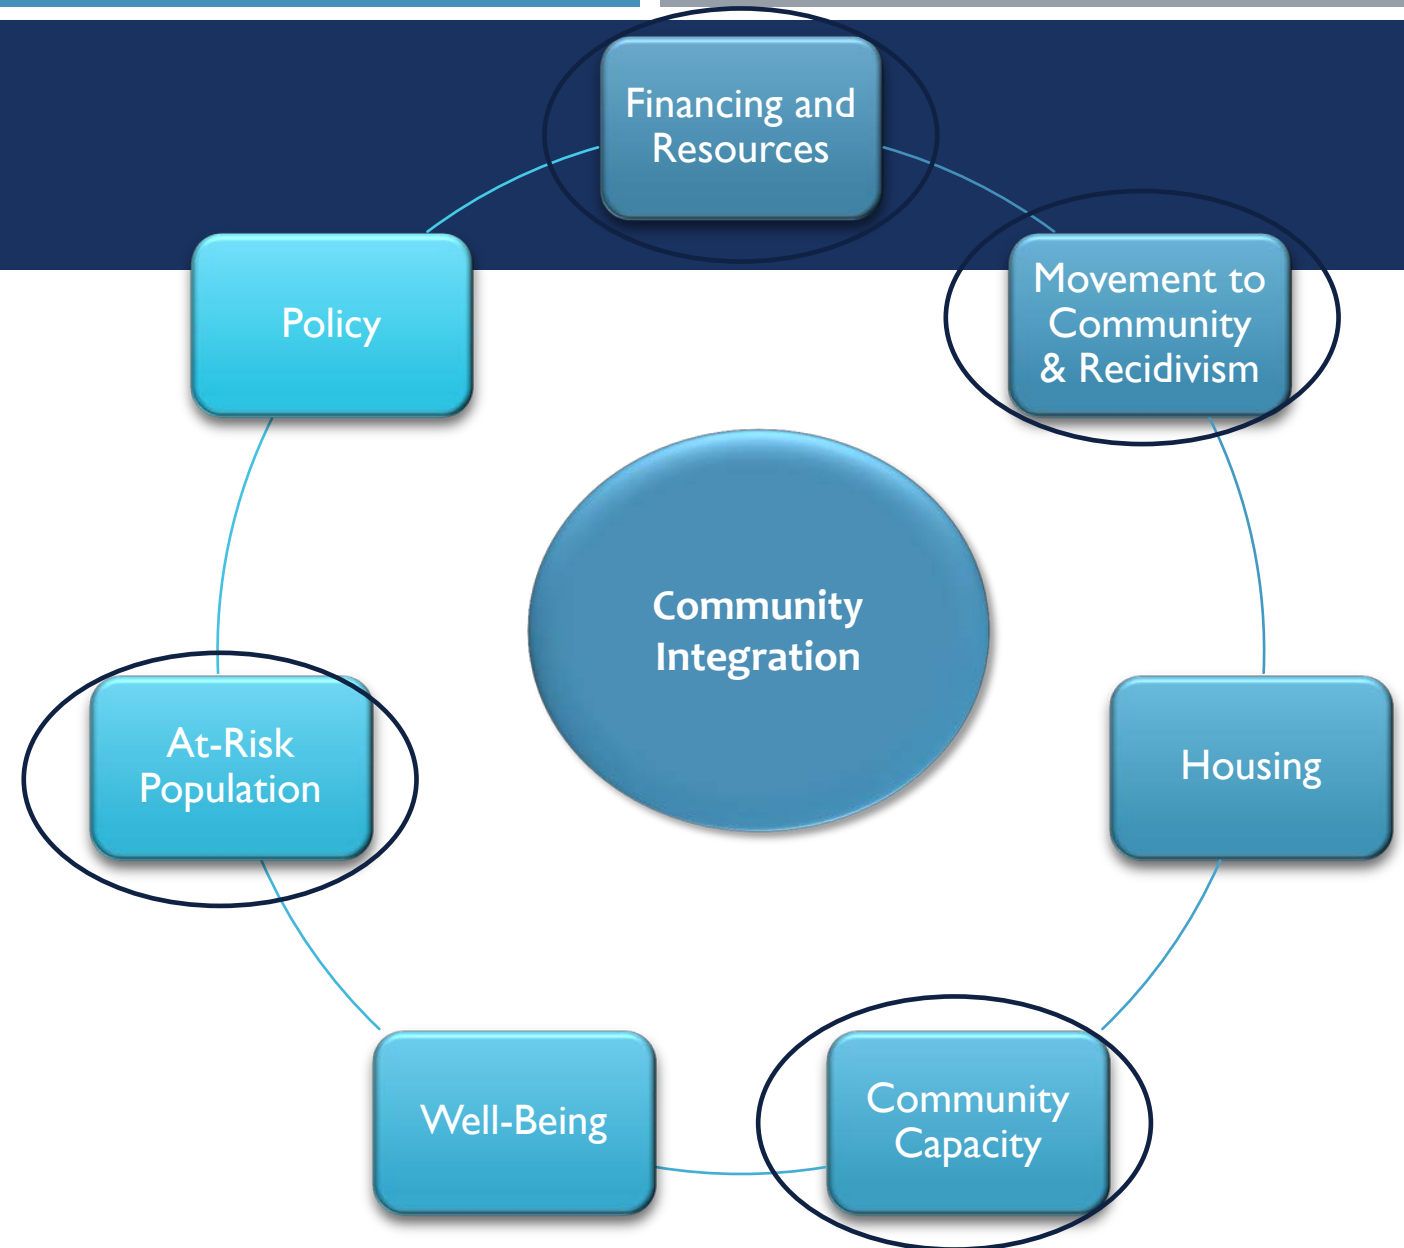 Financing and
Resources
Movement to
Community
& Recidivism
Policy
Community
Integration
At-Risk
Population
Housing
Well-Being
Community
Capacity